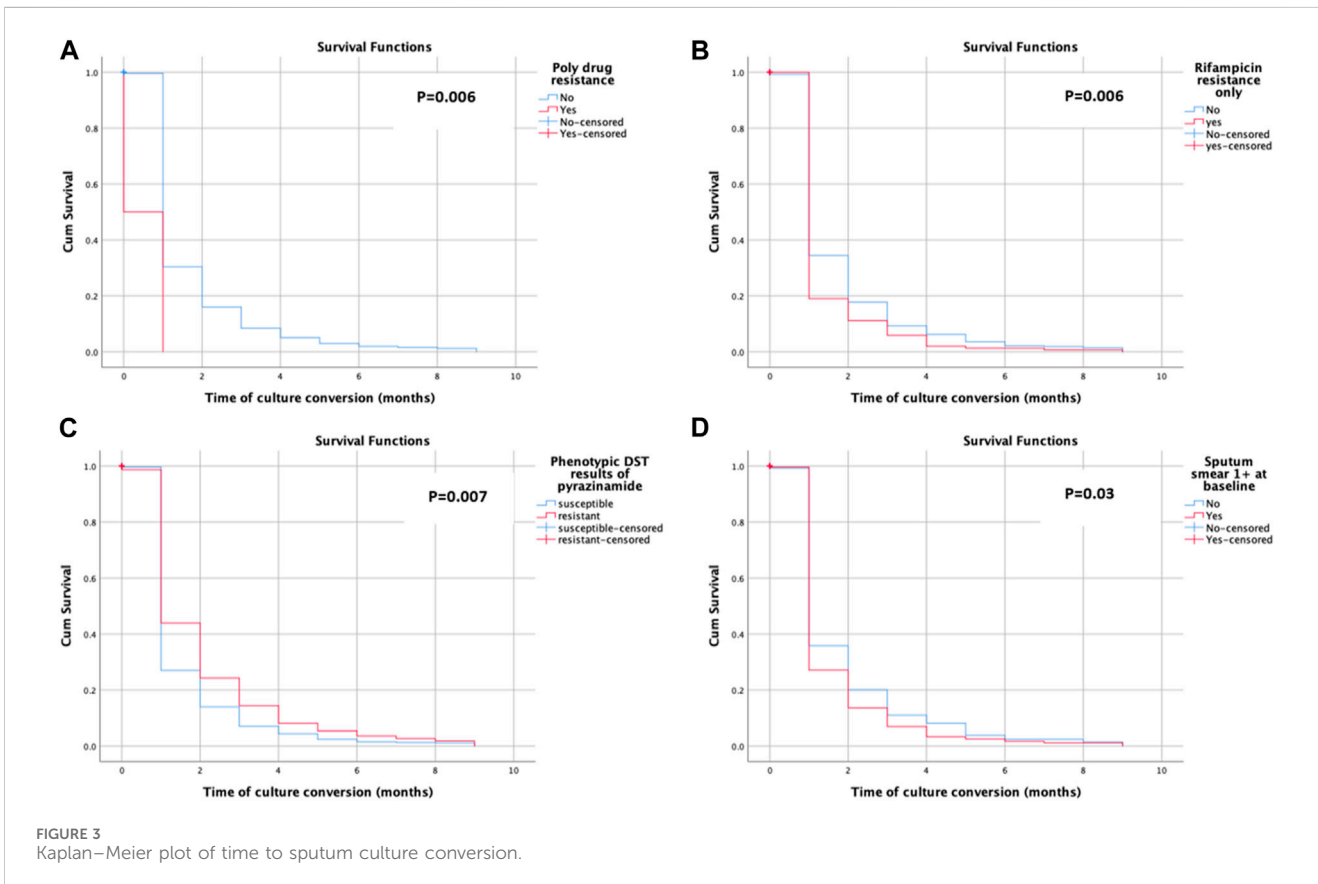 A
Survival Functions
Poly drug
resistance
No
Yes
No-censored
Yes-censored
P=0.006
Cum Survival
1.0
0.8
0.6
0.4
0.2
0.0
0 2 4 6 8 10
Time of culture conversion (months)
B
Survival Functions
Rifampicin
resistance
only
No
yes
No-censored
yes-censored
P=0.006
Cum Survival
1.0
0.8
0.6
0.4
0.2
0.0
0 2 4 6 8 10
Time of culture conversion (months)
C
Survival Functions
Phenotypic DST
results of
pyrazinamide
susceptible
resistant
susceptible-censored
resistant-censored
P=0.007
Cum Survival
1.0
0.8
0.6
0.4
0.2
0.0
0 2 4 6 8 10
Time of culture conversion (months)
D
Survival Functions
Sputum
smear 1+ at
baseline
No
Yes
No-censored
Yes-censored
P=0.03
Cum Survival
1.0
0.8
0.6
0.4
0.2
0.0
0 2 4 6 8 10
Time of culture conversion (months)
FIGURE 3
Kaplan–Meier plot of time to sputum culture conversion.